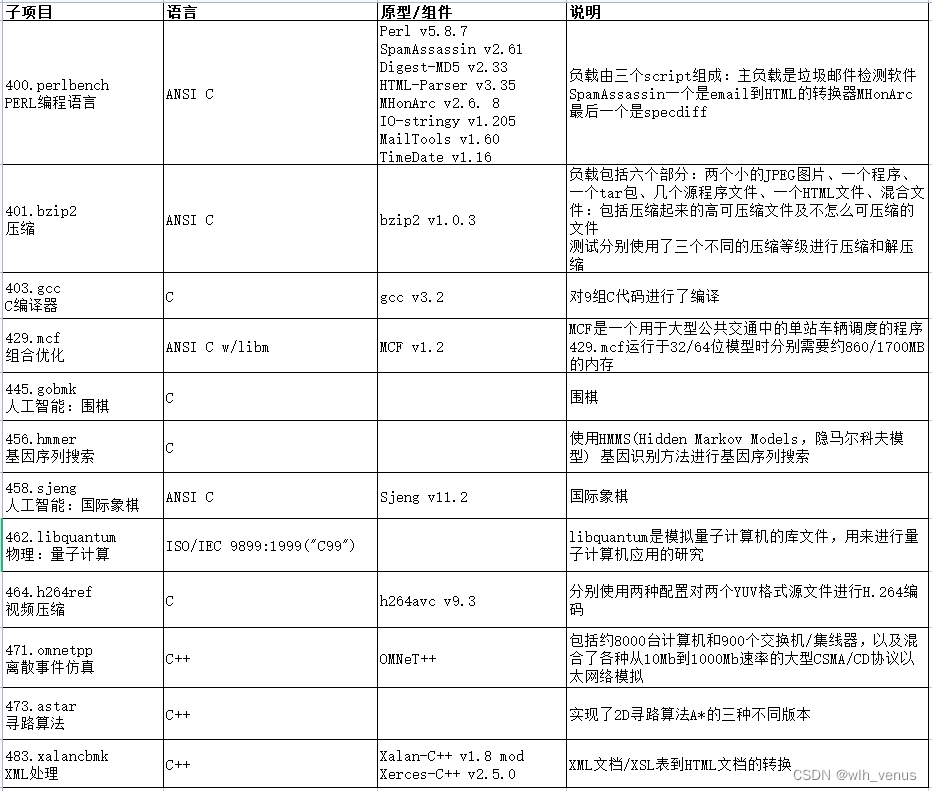 子项目 语言 原型/组件 说明
400.perlbench
PERL编程语言
ANSI C
Perl v5.8.7
SpamAssassin v2.61
Digest-MD5 v2.33
HTML-Parser v3.35
MHonArc v2.6. 8
IO-stringy v1.205
MailTools v1.60
TimeDate v1.16
负载由三个script组成：主负载是垃圾邮件检测软件
SpamAssassin一个是email到HTML的转换器MHonArc
最后一个是specdiff
401.bzip2
压缩
ANSI C
bzip2 v1.0.3
负载包括六个部分：两个小的JPEG图片、一个程序、
一个tar包、几个源程序文件、一个HTML文件、混合文
件：包括压缩起来的高可压缩文件及不怎么可压缩的
文件
测试分别使用了三个不同的压缩等级进行压缩和解压
缩
403.gcc
C编译器
C
gcc v3.2
对9组C代码进行了编译
429.mcf
组合优化
ANSI C w/libm
MCF v1.2
MCF是一个用于大型公共交通中的单站车辆调度的程序
429.mcf运行于32/64位模型时分别需要约860/1700MB
的内存
445.gobmk
人工智能：围棋
C
围棋
456.hmmer
基因序列搜索
C
使用HMMS(Hidden Markov Models，隐马尔科夫模
型) 基因识别方法进行基因序列搜索
458.sjeng
人工智能：国际象棋
ANSI C
Sjeng v11.2
国际象棋
462.libquantum
物理：量子计算
ISO/IEC 9899:1999("C99")
libquantum是模拟量子计算机的库文件，用来进行量
子计算机应用的研究
464.h264ref
视频压缩
C
h264avc v9.3
分别使用两种配置对两个YUV格式源文件进行H.264编
码
471.omnetpp
离散事件仿真
C++
OMNeT++
包括约8000台计算机和900个交换机/集线器，以及混
合了各种从10Mb到1000Mb速率的大型CSMA/CD协议以
太网络模拟
473.astar
寻路算法
C++
实现了2D寻路算法A*的三种不同版本
483.xalancbmk
XML处理
C++
Xalan-C++ v1.8 mod
Xerces-C++ v2.5.0
XML文档/XSL表到HTML文档的转换
CSDN @wlh_venus